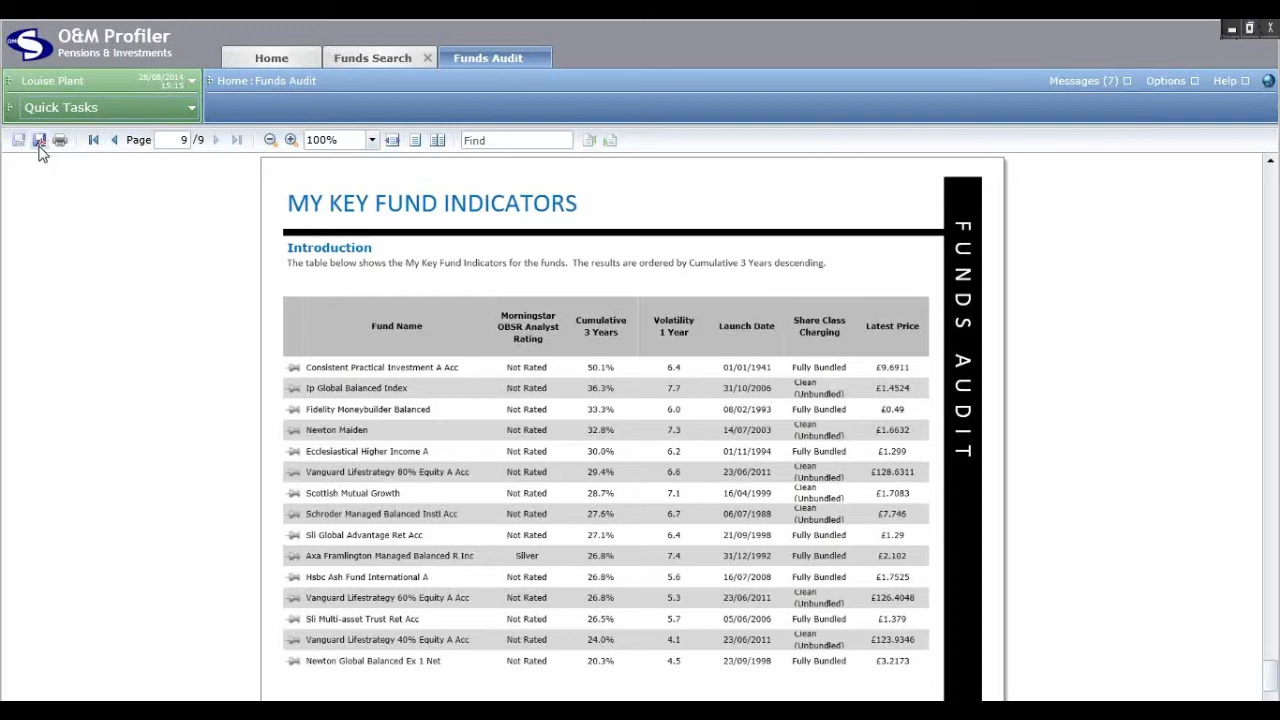 O&M Profiler
Pensions & Investments
Home
Funds Search
Funds Audit
Louise Plant
28/08/2014
15:15
Home : Funds Audit
Messages (7)
Options
Help
Quick Tasks
Page 9 /9
100%
Find
MY KEY FUND INDICATORS
Introduction
The table below shows the My Key Fund Indicators for the funds. The results are ordered by Cumulative 3 Years descending.
Fund Name Morningstar OBSR Analyst Rating Cumulative 3 Years Volatility 1 Year Launch Date Share Class Charging Latest Price
Consistent Practical Investment A Acc Not Rated 50.1% 6.4 01/01/1941 Fully Bundled £9.6911
Ip Global Balanced Index Not Rated 36.3% 7.7 31/10/2006 Clean (Unbundled) £1.4524
Fidelity Moneybuilder Balanced Not Rated 33.3% 6.0 08/02/1993 Fully Bundled £0.49
Newton Maiden Not Rated 32.8% 7.3 14/07/2003 Clean (Unbundled) £1.6632
Ecclesiastical Higher Income A Not Rated 30.0% 6.2 01/11/1994 Fully Bundled £1.299
Vanguard Lifestrategy 80% Equity A Acc Not Rated 29.4% 6.6 23/06/2011 Clean (Unbundled) £128.6311
Scottish Mutual Growth Not Rated 28.7% 7.1 16/04/1999 Clean (Unbundled) £1.7083
Schroder Managed Balanced Instl Acc Not Rated 27.6% 6.7 06/07/1988 Clean (Unbundled) £7.746
Sli Global Advantage Ret Acc Not Rated 27.1% 6.4 21/09/1998 Fully Bundled £1.29
Axa Framlington Managed Balanced R Inc Silver 26.8% 7.4 31/12/1992 Fully Bundled £2.102
Hsbc Ash Fund International A Not Rated 26.8% 5.6 16/07/2008 Fully Bundled £1.7525
Vanguard Lifestrategy 60% Equity A Acc Not Rated 26.8% 5.3 23/06/2011 Clean (Unbundled) £126.4048
Sli Multi-asset Trust Ret Acc Not Rated 26.5% 5.7 05/06/2006 Fully Bundled £1.379
Vanguard Lifestrategy 40% Equity A Acc Not Rated 24.0% 4.1 23/06/2011 Clean (Unbundled) £123.9346
Newton Global Balanced Ex 1 Net Not Rated 20.3% 4.5 23/09/1998 Fully Bundled £3.2173
FUNDS AUDIT